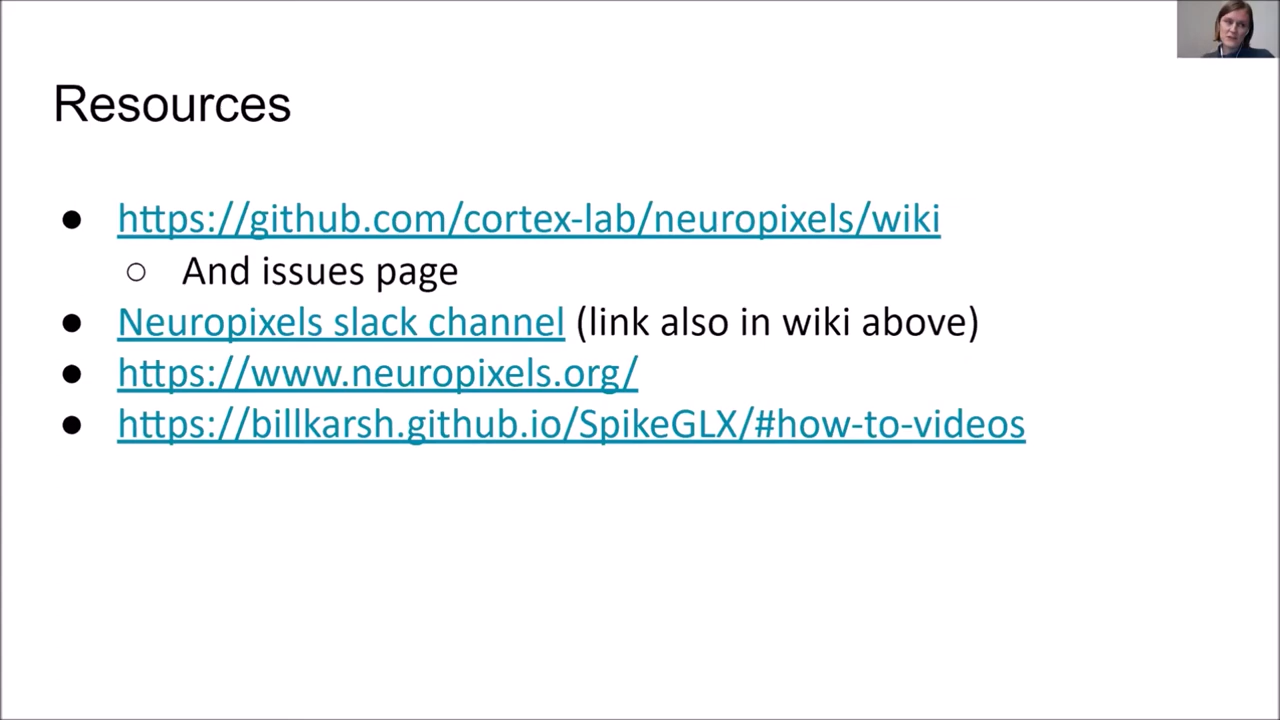 Resources
● https://github.com/cortex-lab/neuropixels/wiki
○ And issues page
● Neuropixels slack channel (link also in wiki above)
● https://www.neuropixels.org/
● https://billkarsh.github.io/SpikeGLX/#how-to-videos